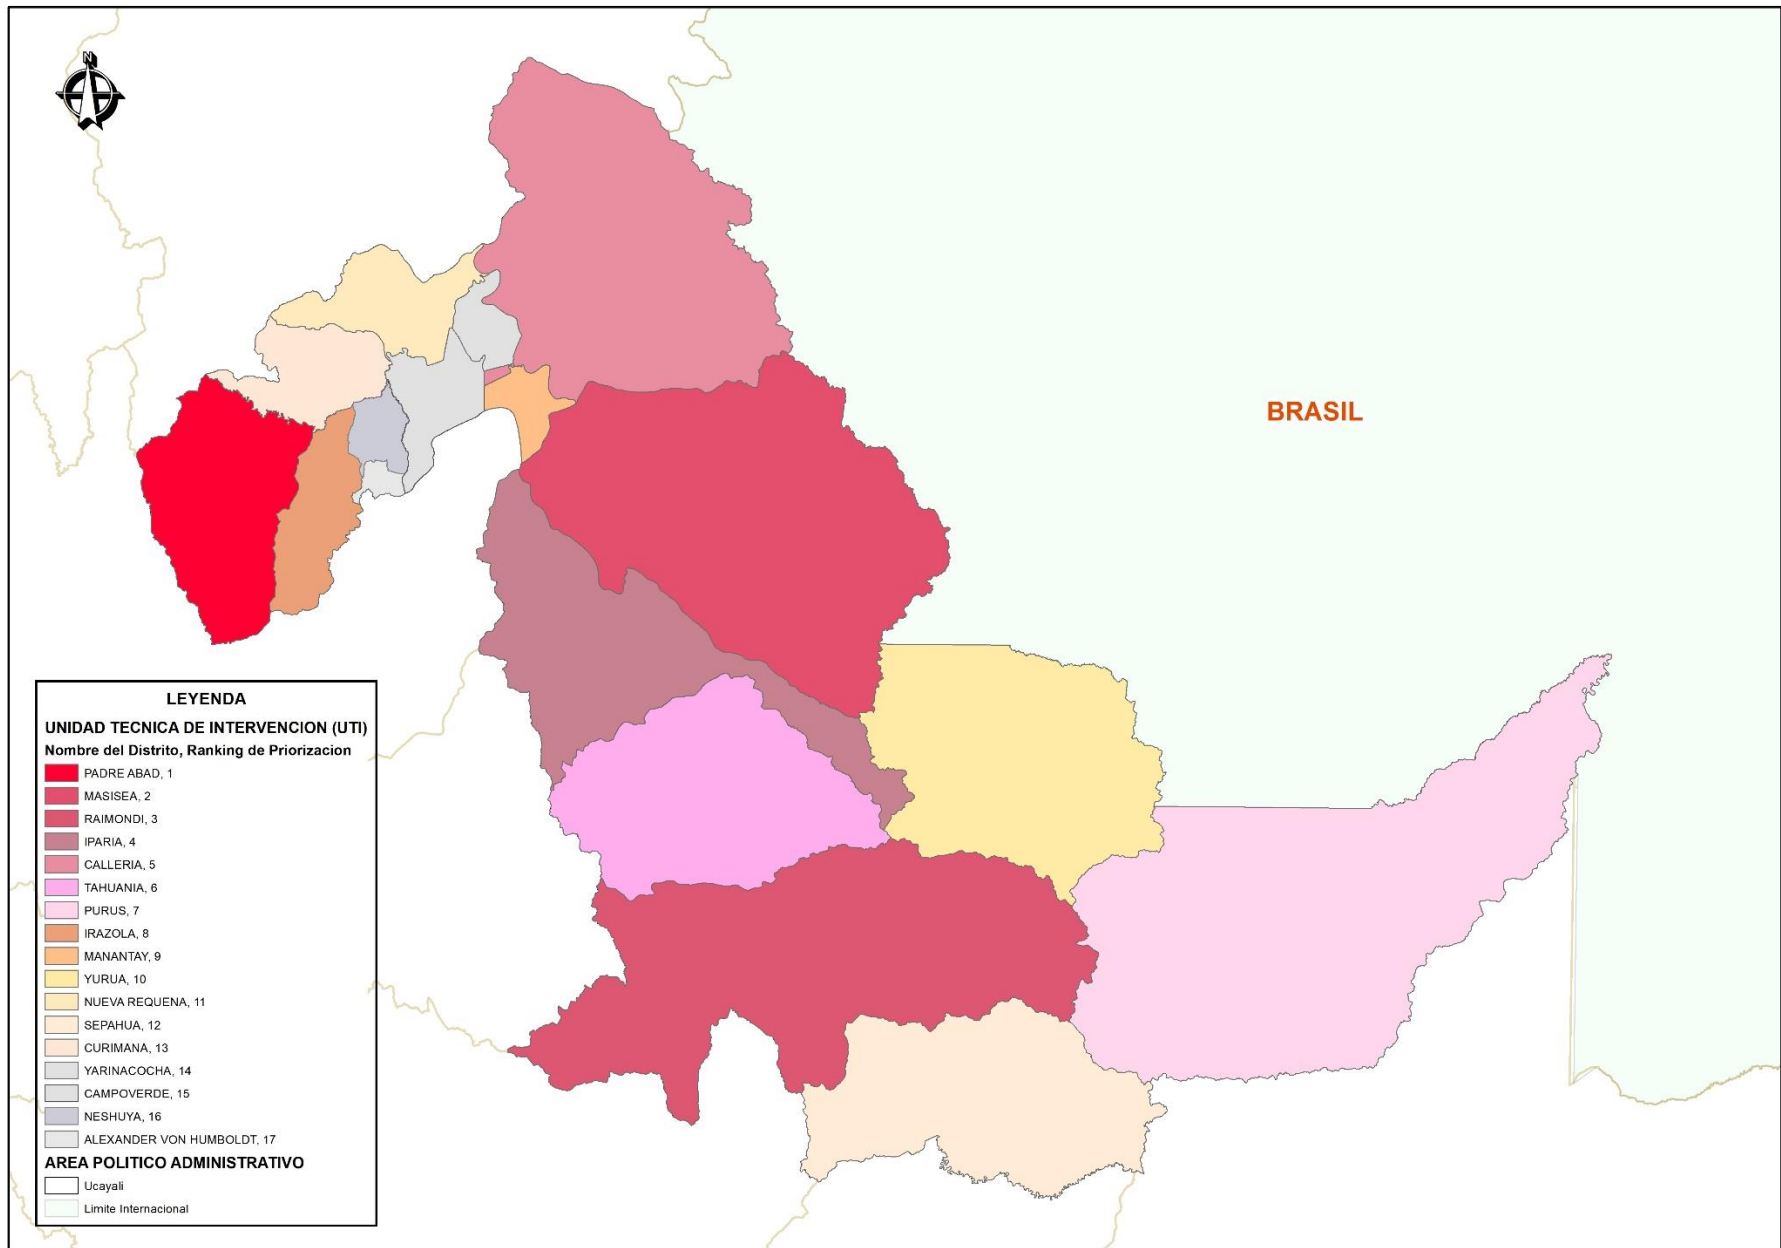 N
BRASIL
LEYENDA
UNIDAD TECNICA DE INTERVENCION (UTI)
Nombre del Distrito, Ranking de Priorizacion
PADRE ABAD, 1
MASISEA, 2
RAIMONDI, 3
IPARIA, 4
CALLERIA, 5
TAHUANIA, 6
PURUS, 7
IRAZOLA, 8
MANANTAY, 9
YURUA, 10
NUEVA REQUENA, 11
SEPAHUA, 12
CURIMANA, 13
YARINACOCHA, 14
CAMPOVERDE, 15
NESHUYA, 16
ALEXANDER VON HUMBOLDT, 17
AREA POLITICO ADMINISTRATIVO
Ucayali
Limite Internacional